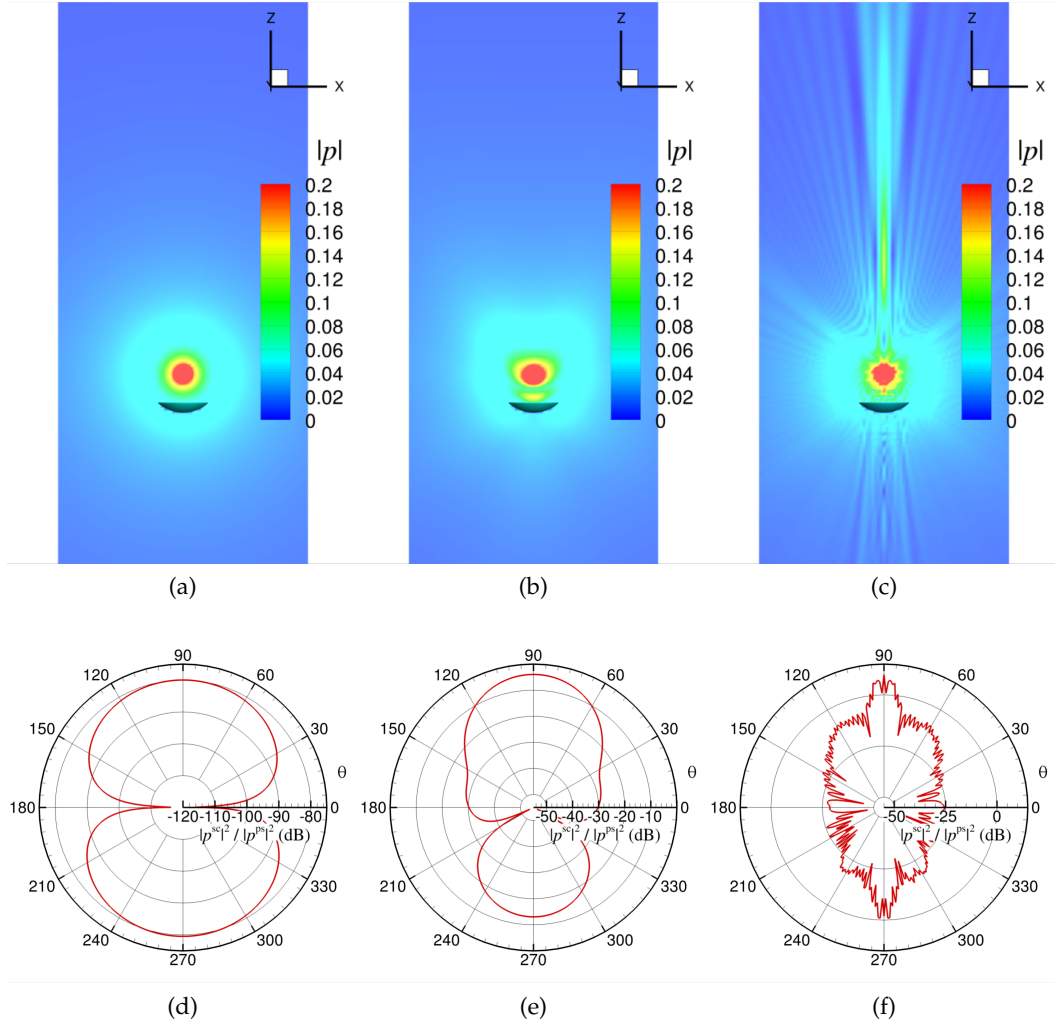 Z
X
|p|
0.2
0.18
0.16
0.14
0.12
0.1
0.08
0.06
0.04
0.02
0
(a)
Z
X
|p|
0.2
0.18
0.16
0.14
0.12
0.1
0.08
0.06
0.04
0.02
0
(b)
Z
X
|p|
0.2
0.18
0.16
0.14
0.12
0.1
0.08
0.06
0.04
0.02
0
(c)
90
120 60
150 30
θ
180 0
-120 -110 -100 -90 -80
|p^sc|^2 / |p^ps|^2 (dB)
210 330
240 300
270
(d)
90
120 60
150 30
θ
180 0
-50 -40 -30 -20 -10
|p^sc|^2 / |p^ps|^2 (dB)
210 330
240 300
270
(e)
90
120 60
150 30
θ
180 0
-50 -25 0
|p^sc|^2 / |p^ps|^2 (dB)
210 330
240 300
270
(f)